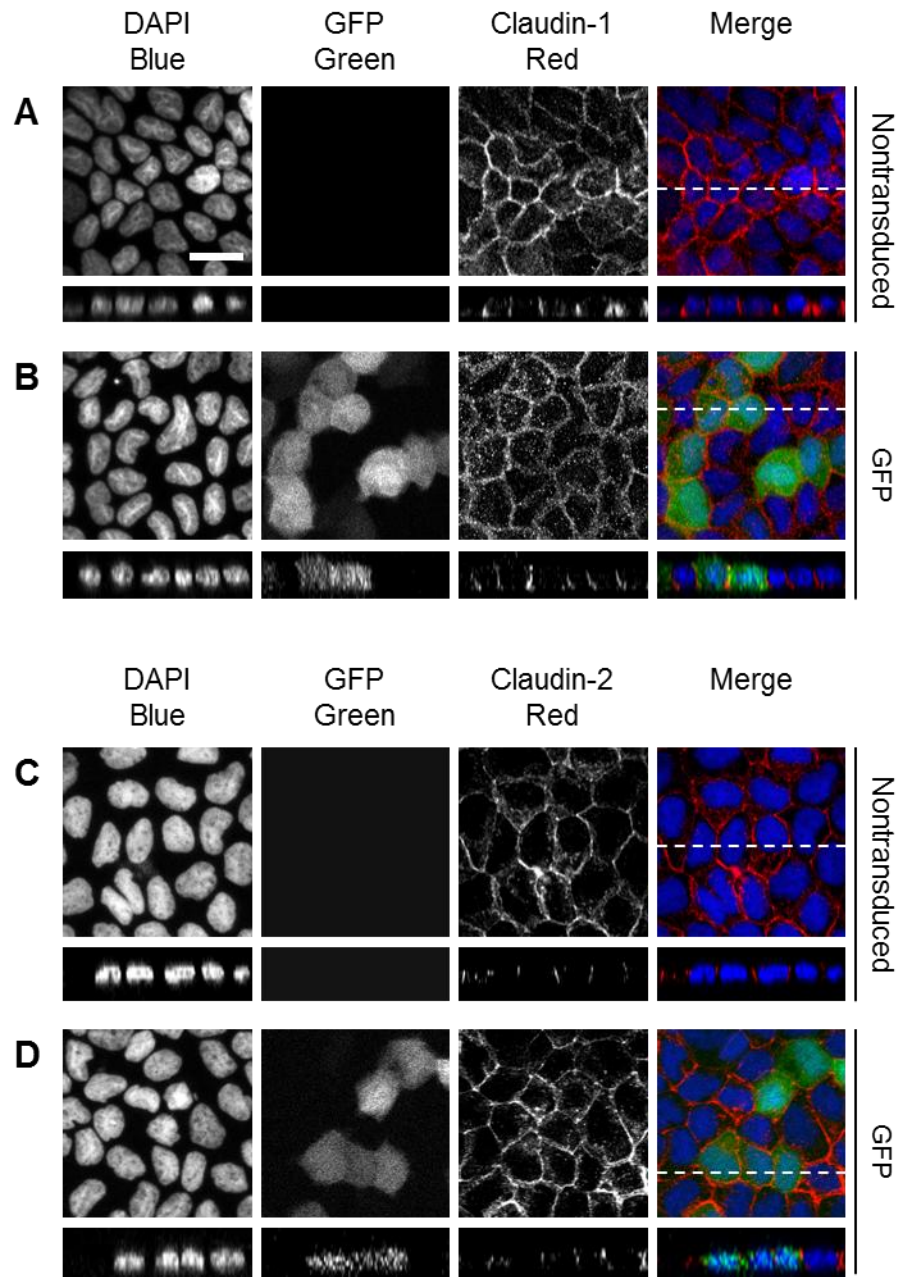 DAPI GFP Claudin-1 Merge
Blue Green Red
A
Nontransduced
B
GFP
DAPI GFP Claudin-2 Merge
Blue Green Red
C
Nontransduced
D
GFP